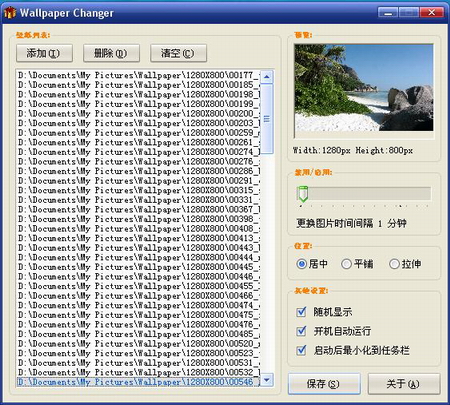 Wallpaper Changer
壁纸列表:
添加(I)
删除(D)
清空(C)
D:\Documents\My Pictures\Wallpaper\1280X800\00177_
D:\Documents\My Pictures\Wallpaper\1280X800\00185_
D:\Documents\My Pictures\Wallpaper\1280X800\00198_
D:\Documents\My Pictures\Wallpaper\1280X800\00199_
D:\Documents\My Pictures\Wallpaper\1280X800\00200_
D:\Documents\My Pictures\Wallpaper\1280X800\00203_
D:\Documents\My Pictures\Wallpaper\1280X800\00259_
D:\Documents\My Pictures\Wallpaper\1280X800\00261_
D:\Documents\My Pictures\Wallpaper\1280X800\00274_
D:\Documents\My Pictures\Wallpaper\1280X800\00276_
D:\Documents\My Pictures\Wallpaper\1280X800\00286_
D:\Documents\My Pictures\Wallpaper\1280X800\00291_
D:\Documents\My Pictures\Wallpaper\1280X800\00315_
D:\Documents\My Pictures\Wallpaper\1280X800\00331_
D:\Documents\My Pictures\Wallpaper\1280X800\00367_
D:\Documents\My Pictures\Wallpaper\1280X800\00398_
D:\Documents\My Pictures\Wallpaper\1280X800\00408_
D:\Documents\My Pictures\Wallpaper\1280X800\00413_
D:\Documents\My Pictures\Wallpaper\1280X800\00443_
D:\Documents\My Pictures\Wallpaper\1280X800\00444_
D:\Documents\My Pictures\Wallpaper\1280X800\00445_
D:\Documents\My Pictures\Wallpaper\1280X800\00446_
D:\Documents\My Pictures\Wallpaper\1280X800\00455_
D:\Documents\My Pictures\Wallpaper\1280X800\00466_
D:\Documents\My Pictures\Wallpaper\1280X800\00474_
D:\Documents\My Pictures\Wallpaper\1280X800\00475_
D:\Documents\My Pictures\Wallpaper\1280X800\00476_
D:\Documents\My Pictures\Wallpaper\1280X800\00485_
D:\Documents\My Pictures\Wallpaper\1280X800\00520_
D:\Documents\My Pictures\Wallpaper\1280X800\00523_
D:\Documents\My Pictures\Wallpaper\1280X800\00531_
D:\Documents\My Pictures\Wallpaper\1280X800\00532_
D:\Documents\My Pictures\Wallpaper\1280X800\00546_
预览:
Width:1280px Height:800px
禁用/启用:
更换图片时间间隔 1 分钟
位置:
居中
平铺
拉伸
其他设置:
随机显示
开机自动运行
启动后最小化到任务栏
保存(S)
关于(A)